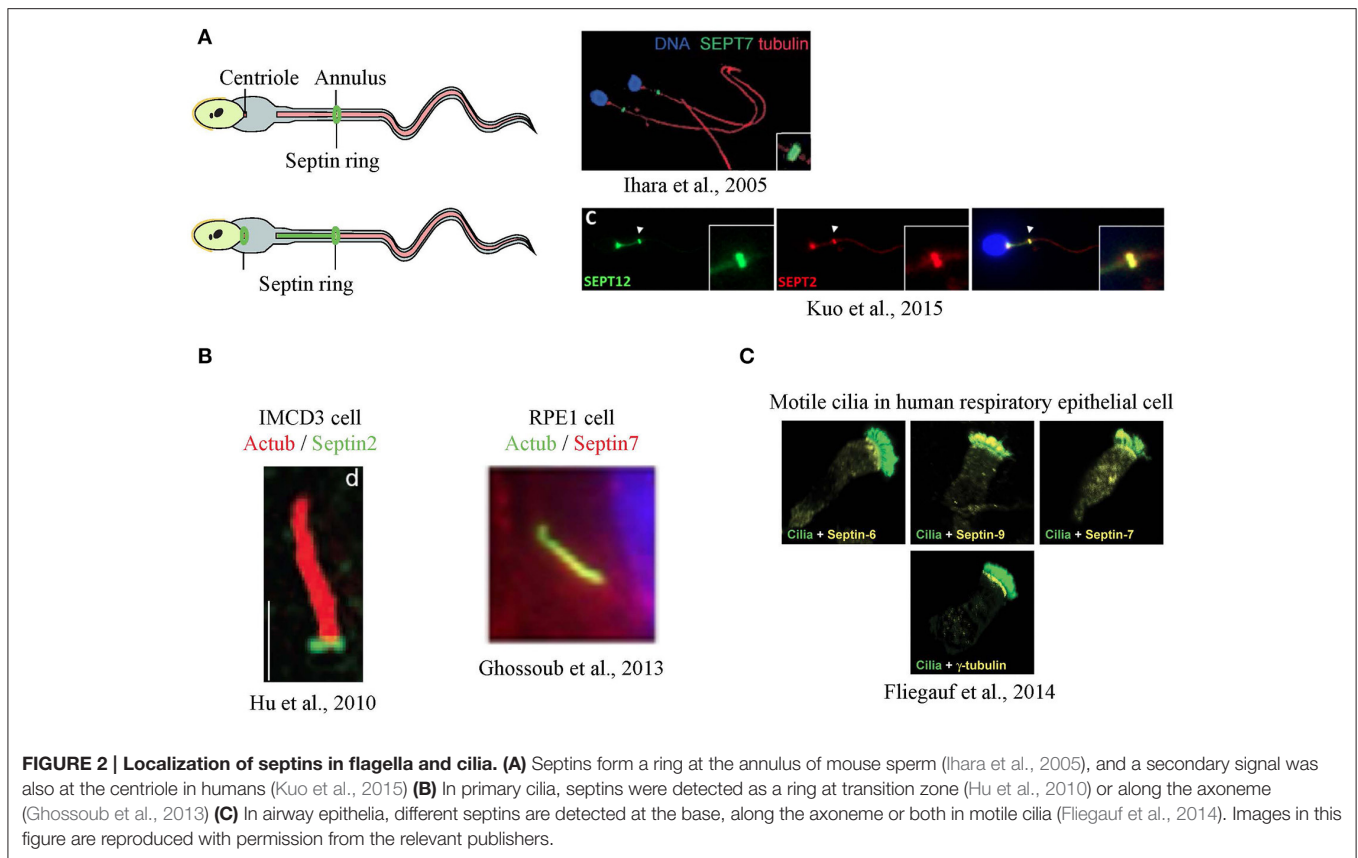 A
Centriole Annulus
Septin ring
DNA SEPT7 tubulin
Ihara et al., 2005
Septin ring
C
SEPT12
SEPT2
Kuo et al., 2015
B
IMCD3 cell
Actub / Septin2
d
Hu et al., 2010
RPE1 cell
Actub / Septin7
Ghossoub et al., 2013
C
Motile cilia in human respiratory epithelial cell
Cilia + Septin-6
Cilia + Septin-9
Cilia + Septin-7
Cilia + γ-tubulin
Fliegauf et al., 2014
FIGURE 2 | Localization of septins in flagella and cilia. (A) Septins form a ring at the annulus of mouse sperm (Ihara et al., 2005), and a secondary signal was
also at the centriole in humans (Kuo et al., 2015) (B) In primary cilia, septins were detected as a ring at transition zone (Hu et al., 2010) or along the axoneme
(Ghossoub et al., 2013) (C) In airway epithelia, different septins are detected at the base, along the axoneme or both in motile cilia (Fliegauf et al., 2014). Images in this
figure are reproduced with permission from the relevant publishers.